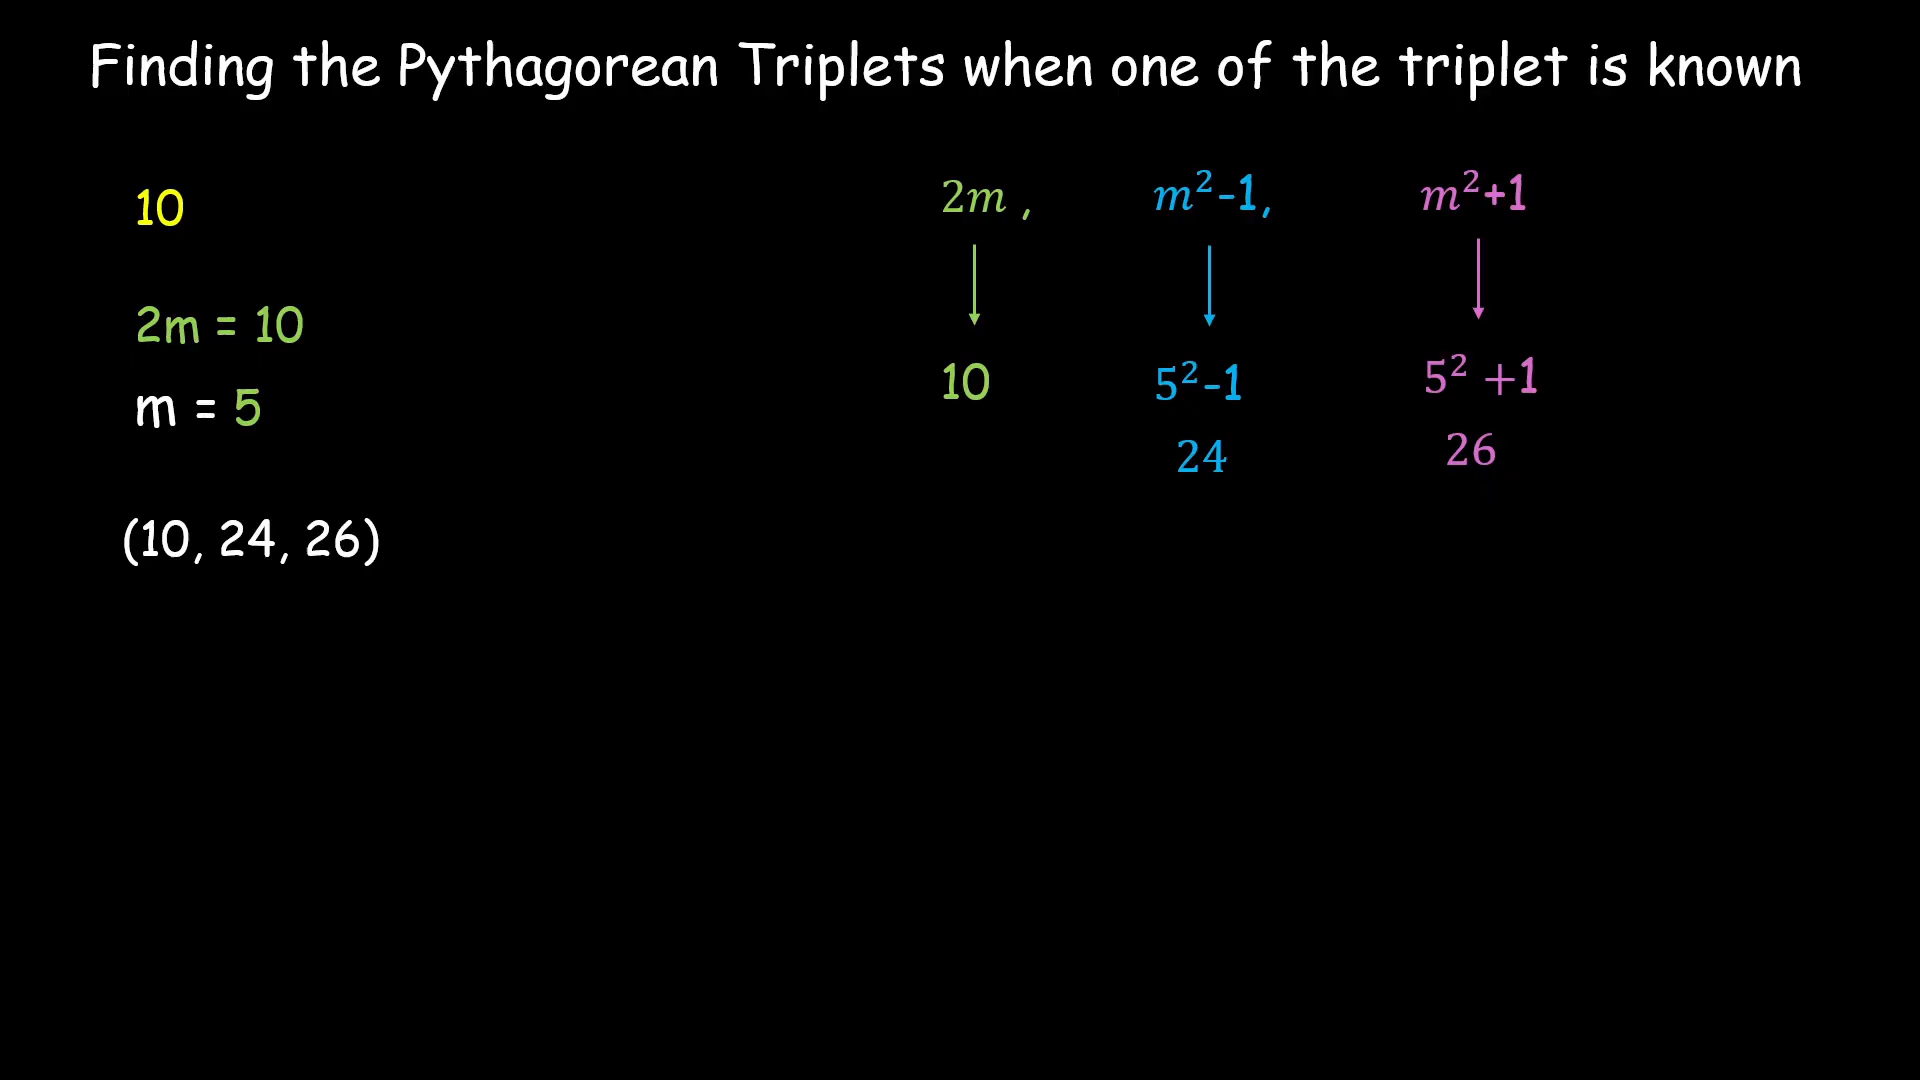 Finding the Pythagorean Triplets when one of the triplet is known
10
2m = 10
m = 5
(10, 24, 26)
2m , m²-1, m²+1
10 5²-1 5² +1
24 26